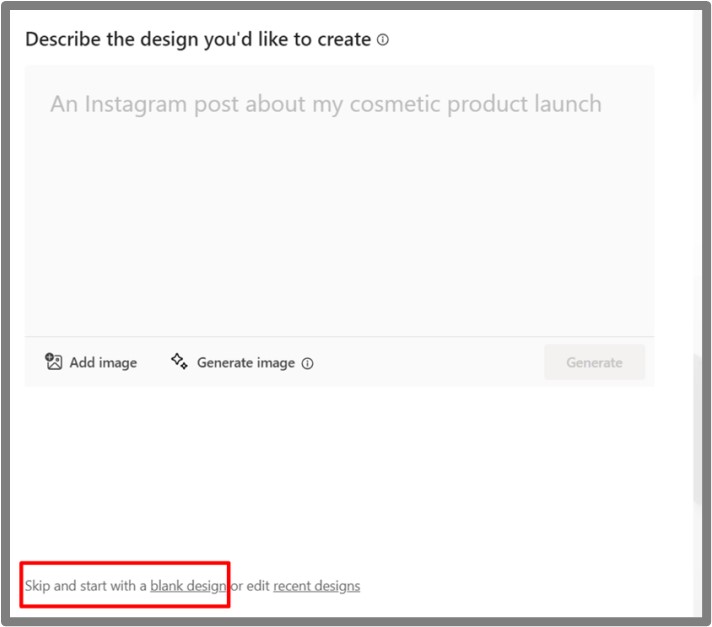 Describe the design you'd like to create
An Instagram post about my cosmetic product launch
Add image Generate image Generate
Skip and start with a blank design or edit recent designs